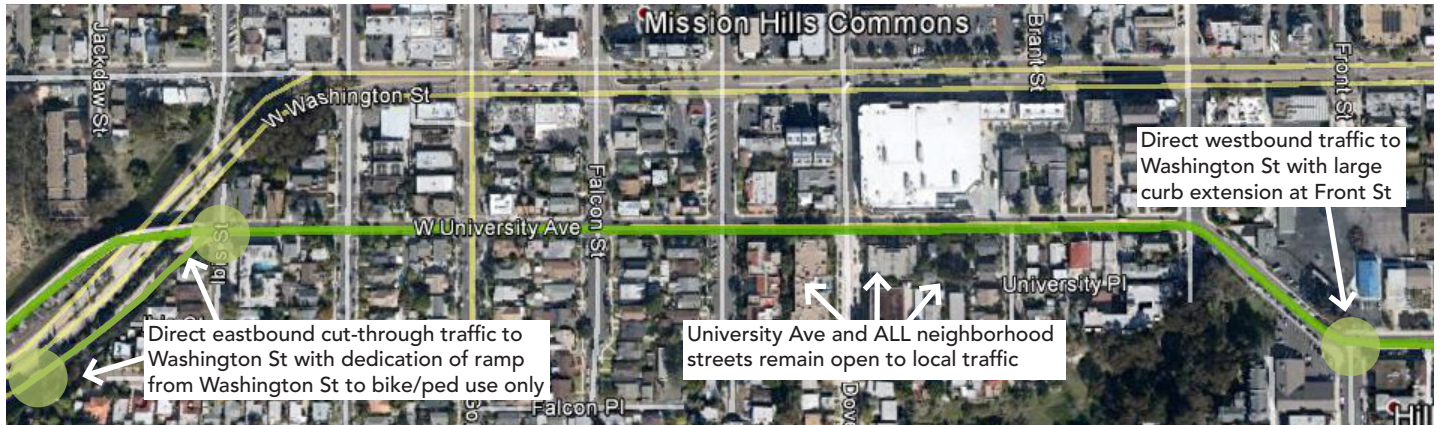 Mission Hills Commons
Jackdaw St
Brant St
Front St
W Washington St
Direct westbound traffic to
Washington St with large
curb extension at Front St
Falcon St
W University Ave
Ibis St
University Pl
Direct eastbound cut-through traffic to
Washington St with dedication of ramp
from Washington St to bike/ped use only
University Ave and ALL neighborhood
streets remain open to local traffic
Falcon Pl
Go
Dove
Hil